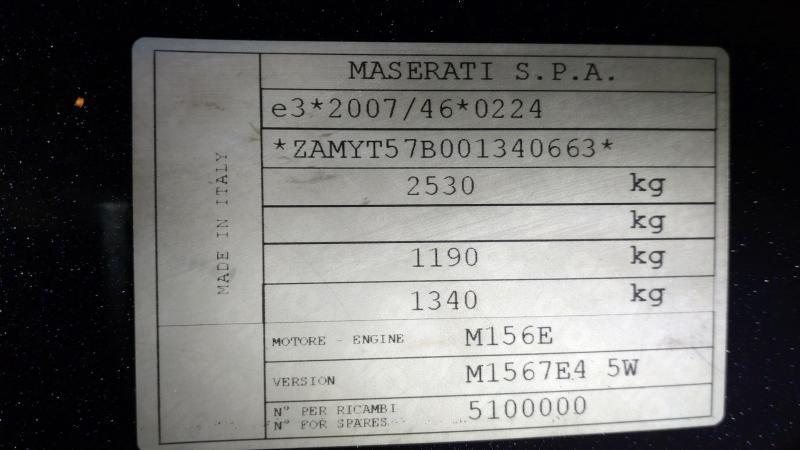 MASERATI S.P.A.
e3*2007/46*0224
*ZAMYT57B001340663*
2530 kg
kg
1190 kg
1340 kg
MADE IN ITALY
MOTORE - ENGINE M156E
VERSION M1567E4 5W
N° PER RICAMBI
N° FOR SPARES 5100000